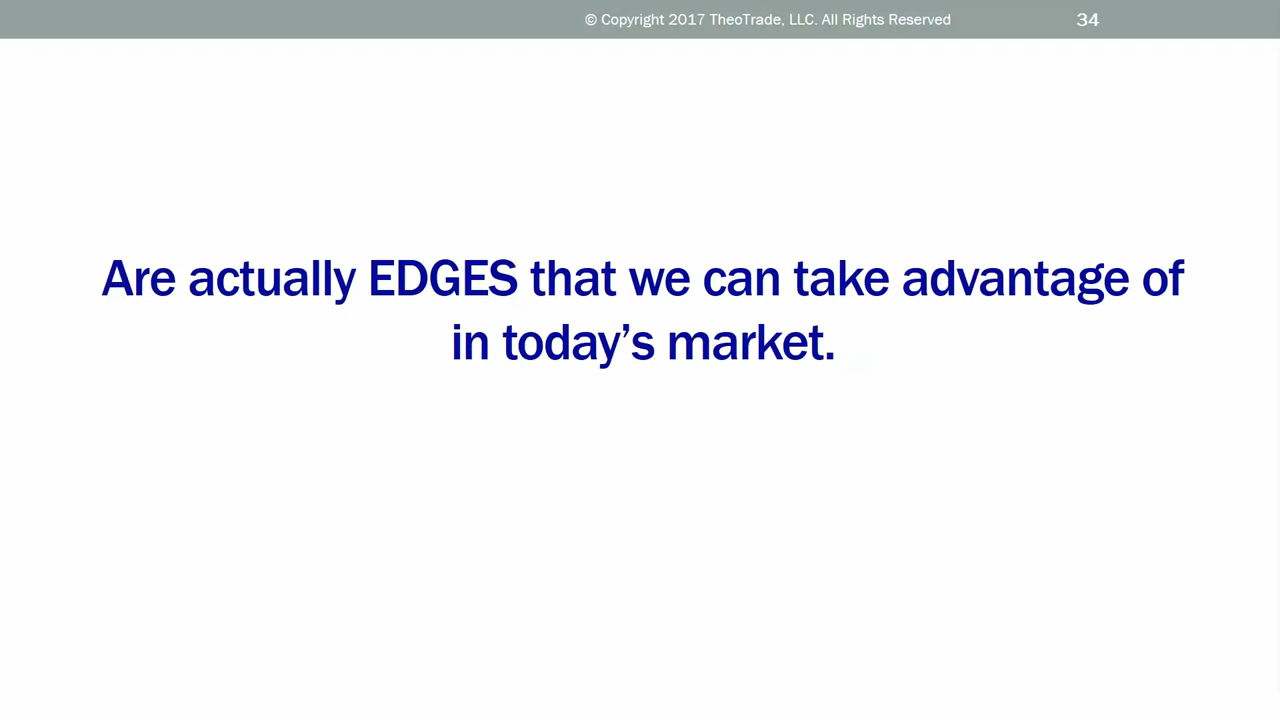 © Copyright 2017 TheoTrade, LLC. All Rights Reserved 34
Are actually EDGES that we can take advantage of
in today’s market.